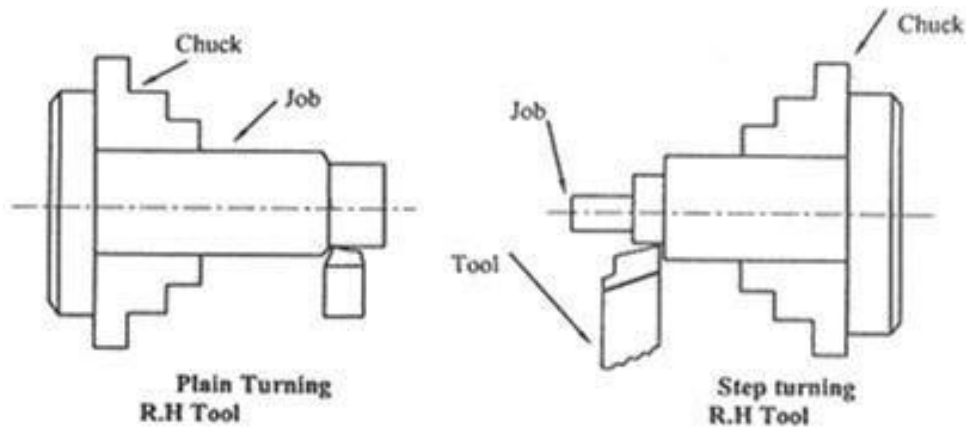 Chuck
Job
Plain Turning
R.H Tool
Chuck
Job
Tool
Step turning
R.H Tool